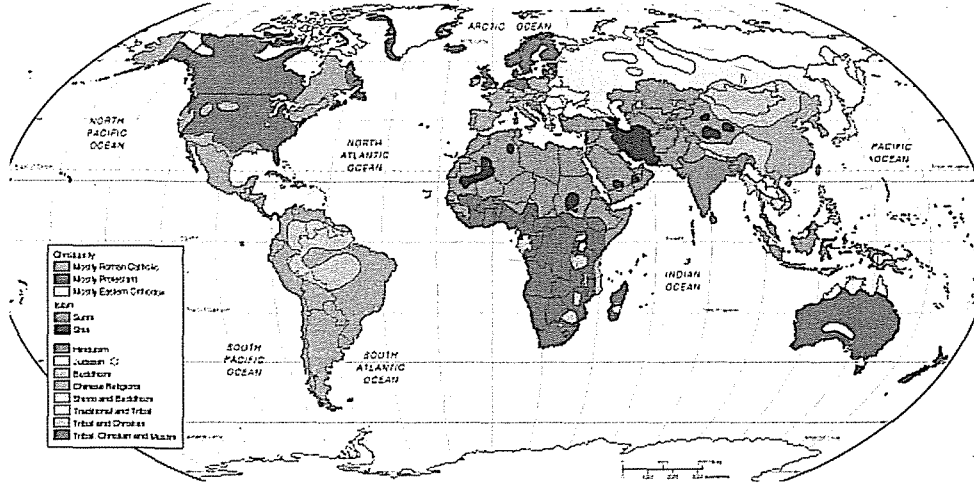 ARCTIC OCEAN
NORTH
PACIFIC
OCEAN
NORTH
ATLANTIC
OCEAN
PACIFIC
OCEAN
INDIAN
OCEAN
SOUTH
PACIFIC
OCEAN
SOUTH
ATLANTIC
OCEAN
Christianity
Mostly Roman Catholic
Mostly Protestant
Mostly Eastern Orthodox
Islam
Sunni
Shia
Hinduism
Judaism
Buddhism
Chinese Religions
Shinto and Buddhism
Traditional and Tribal
Tribal and Christian
Tribal, Christian and Muslim